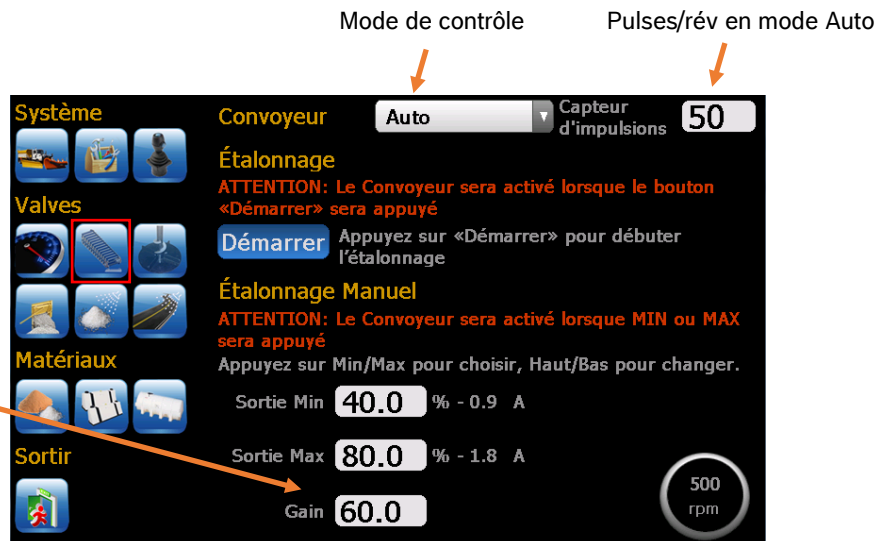 Mode de contrôle
Pulses/rév en mode Auto
Système
Convoyeur
Auto
Capteur
d'impulsions
50
Étalonnage
ATTENTION: Le Convoyeur sera activé lorsque le bouton
«Démarrer» sera appuyé
Valves
Démarrer
Appuyez sur «Démarrer» pour débuter
l'étalonnage
Étalonnage Manuel
ATTENTION: Le Convoyeur sera activé lorsque MIN ou MAX
sera appuyé
Matériaux
Appuyez sur Min/Max pour choisir, Haut/Bas pour changer.
Sortie Min 40.0 % - 0.9 A
Sortir
Sortie Max 80.0 % - 1.8 A
Gain 60.0
500
rpm